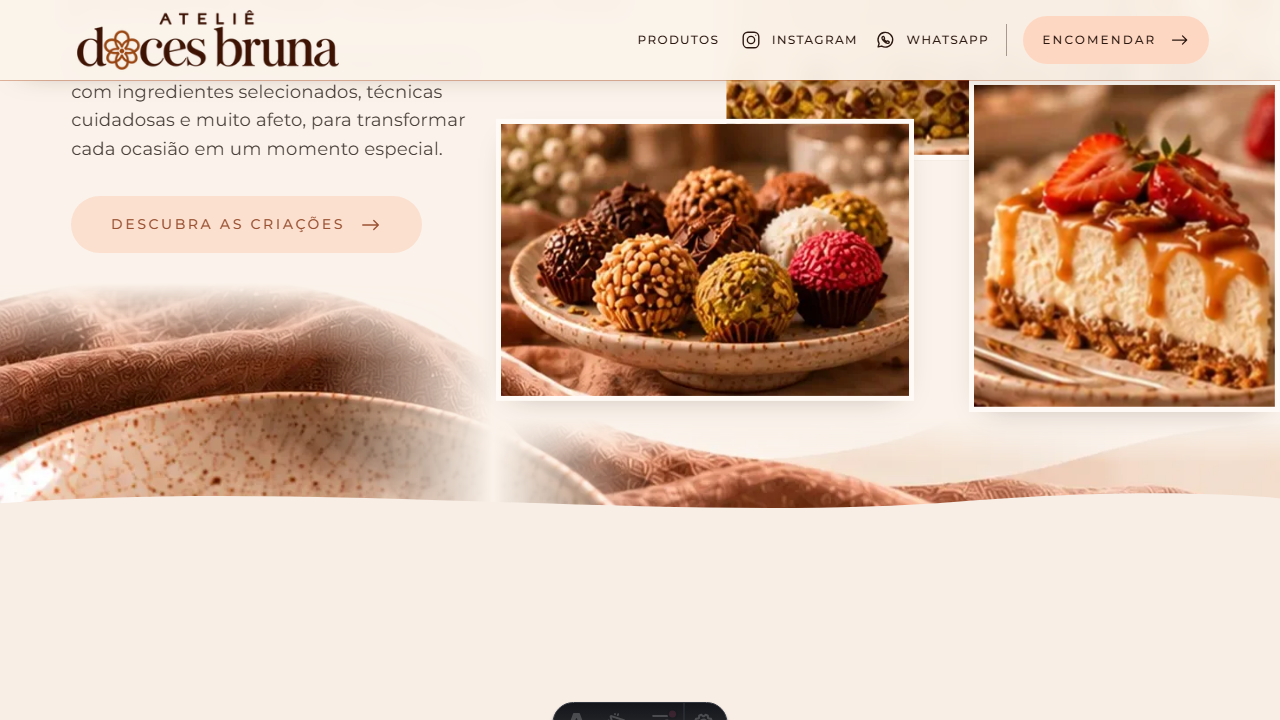 ATELIÊ
doces bruna
PRODUTOS
INSTAGRAM
WHATSAPP
ENCOMENDAR
com ingredientes selecionados, técnicas
cuidadosas e muito afeto, para transformar
cada ocasião em um momento especial.
DESCUBRA AS CRIAÇÕES